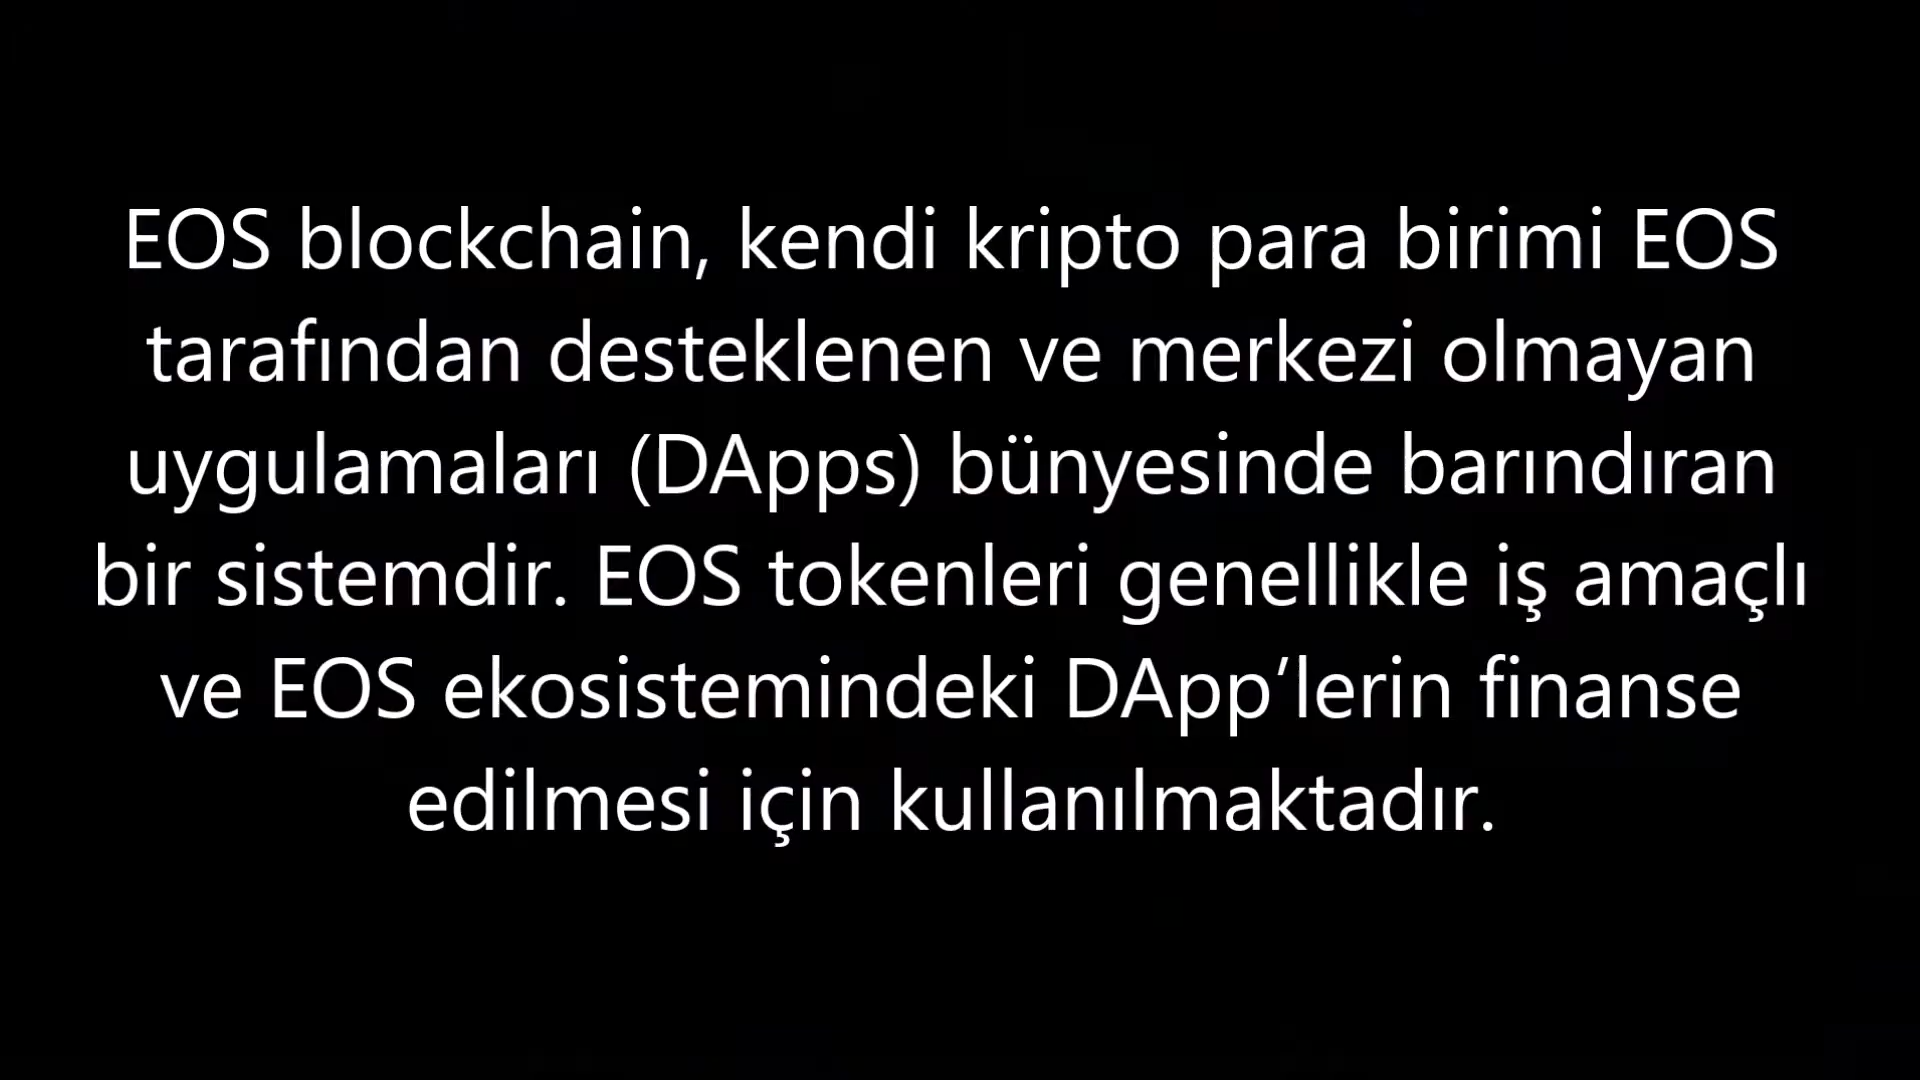 EOS blockchain, kendi kripto para birimi EOS
tarafından desteklenen ve merkezi olmayan
uygulamaları (DApps) bünyesinde barındıran
bir sistemdir. EOS tokenleri genellikle iş amaçlı
ve EOS ekosistemindeki DApp’lerin finanse
edilmesi için kullanılmaktadır.